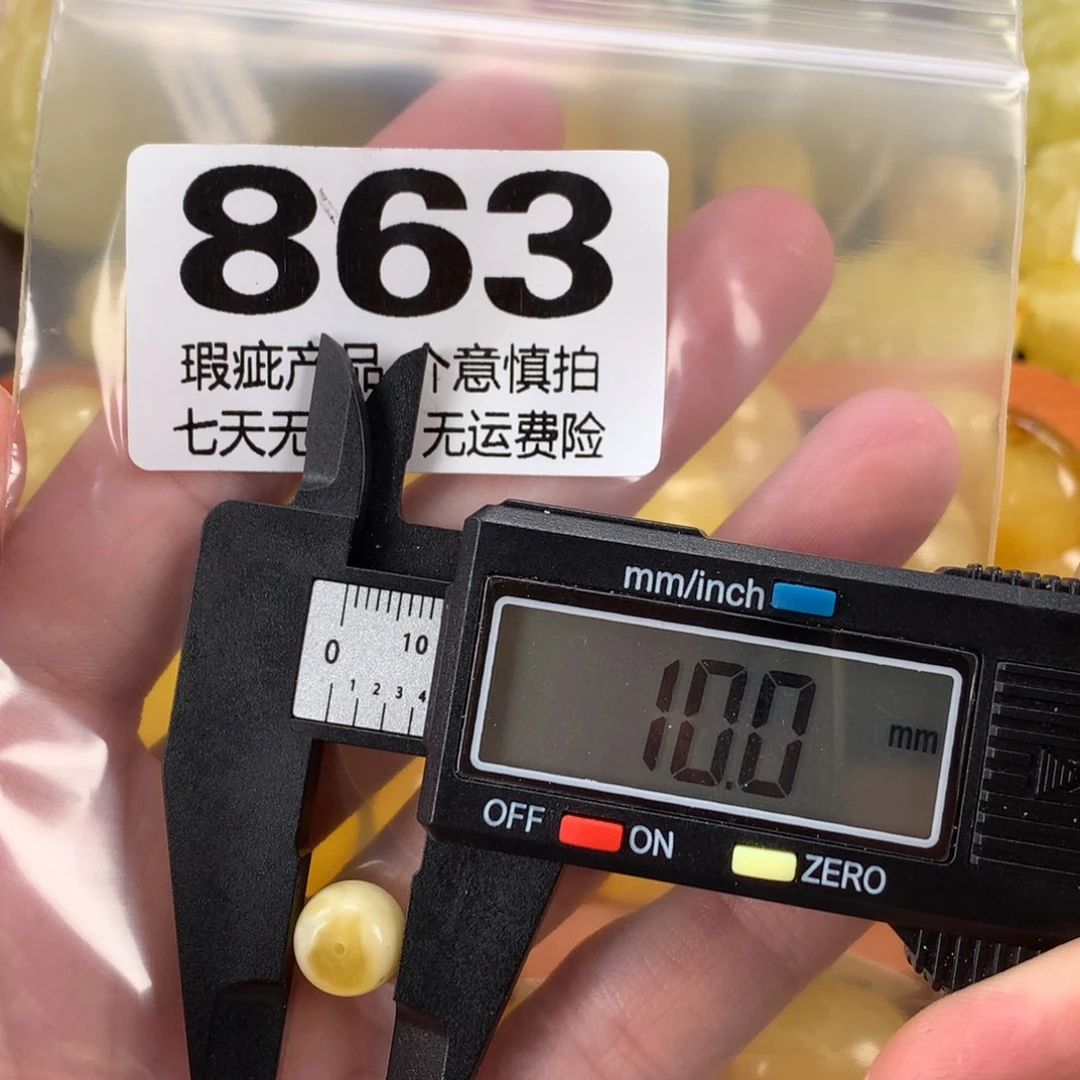 863
瑕疵产品 介意慎拍
七天无 无运费险
mm/inch
0 10
1 2 3 4
10.0 mm
OFF ON ZERO